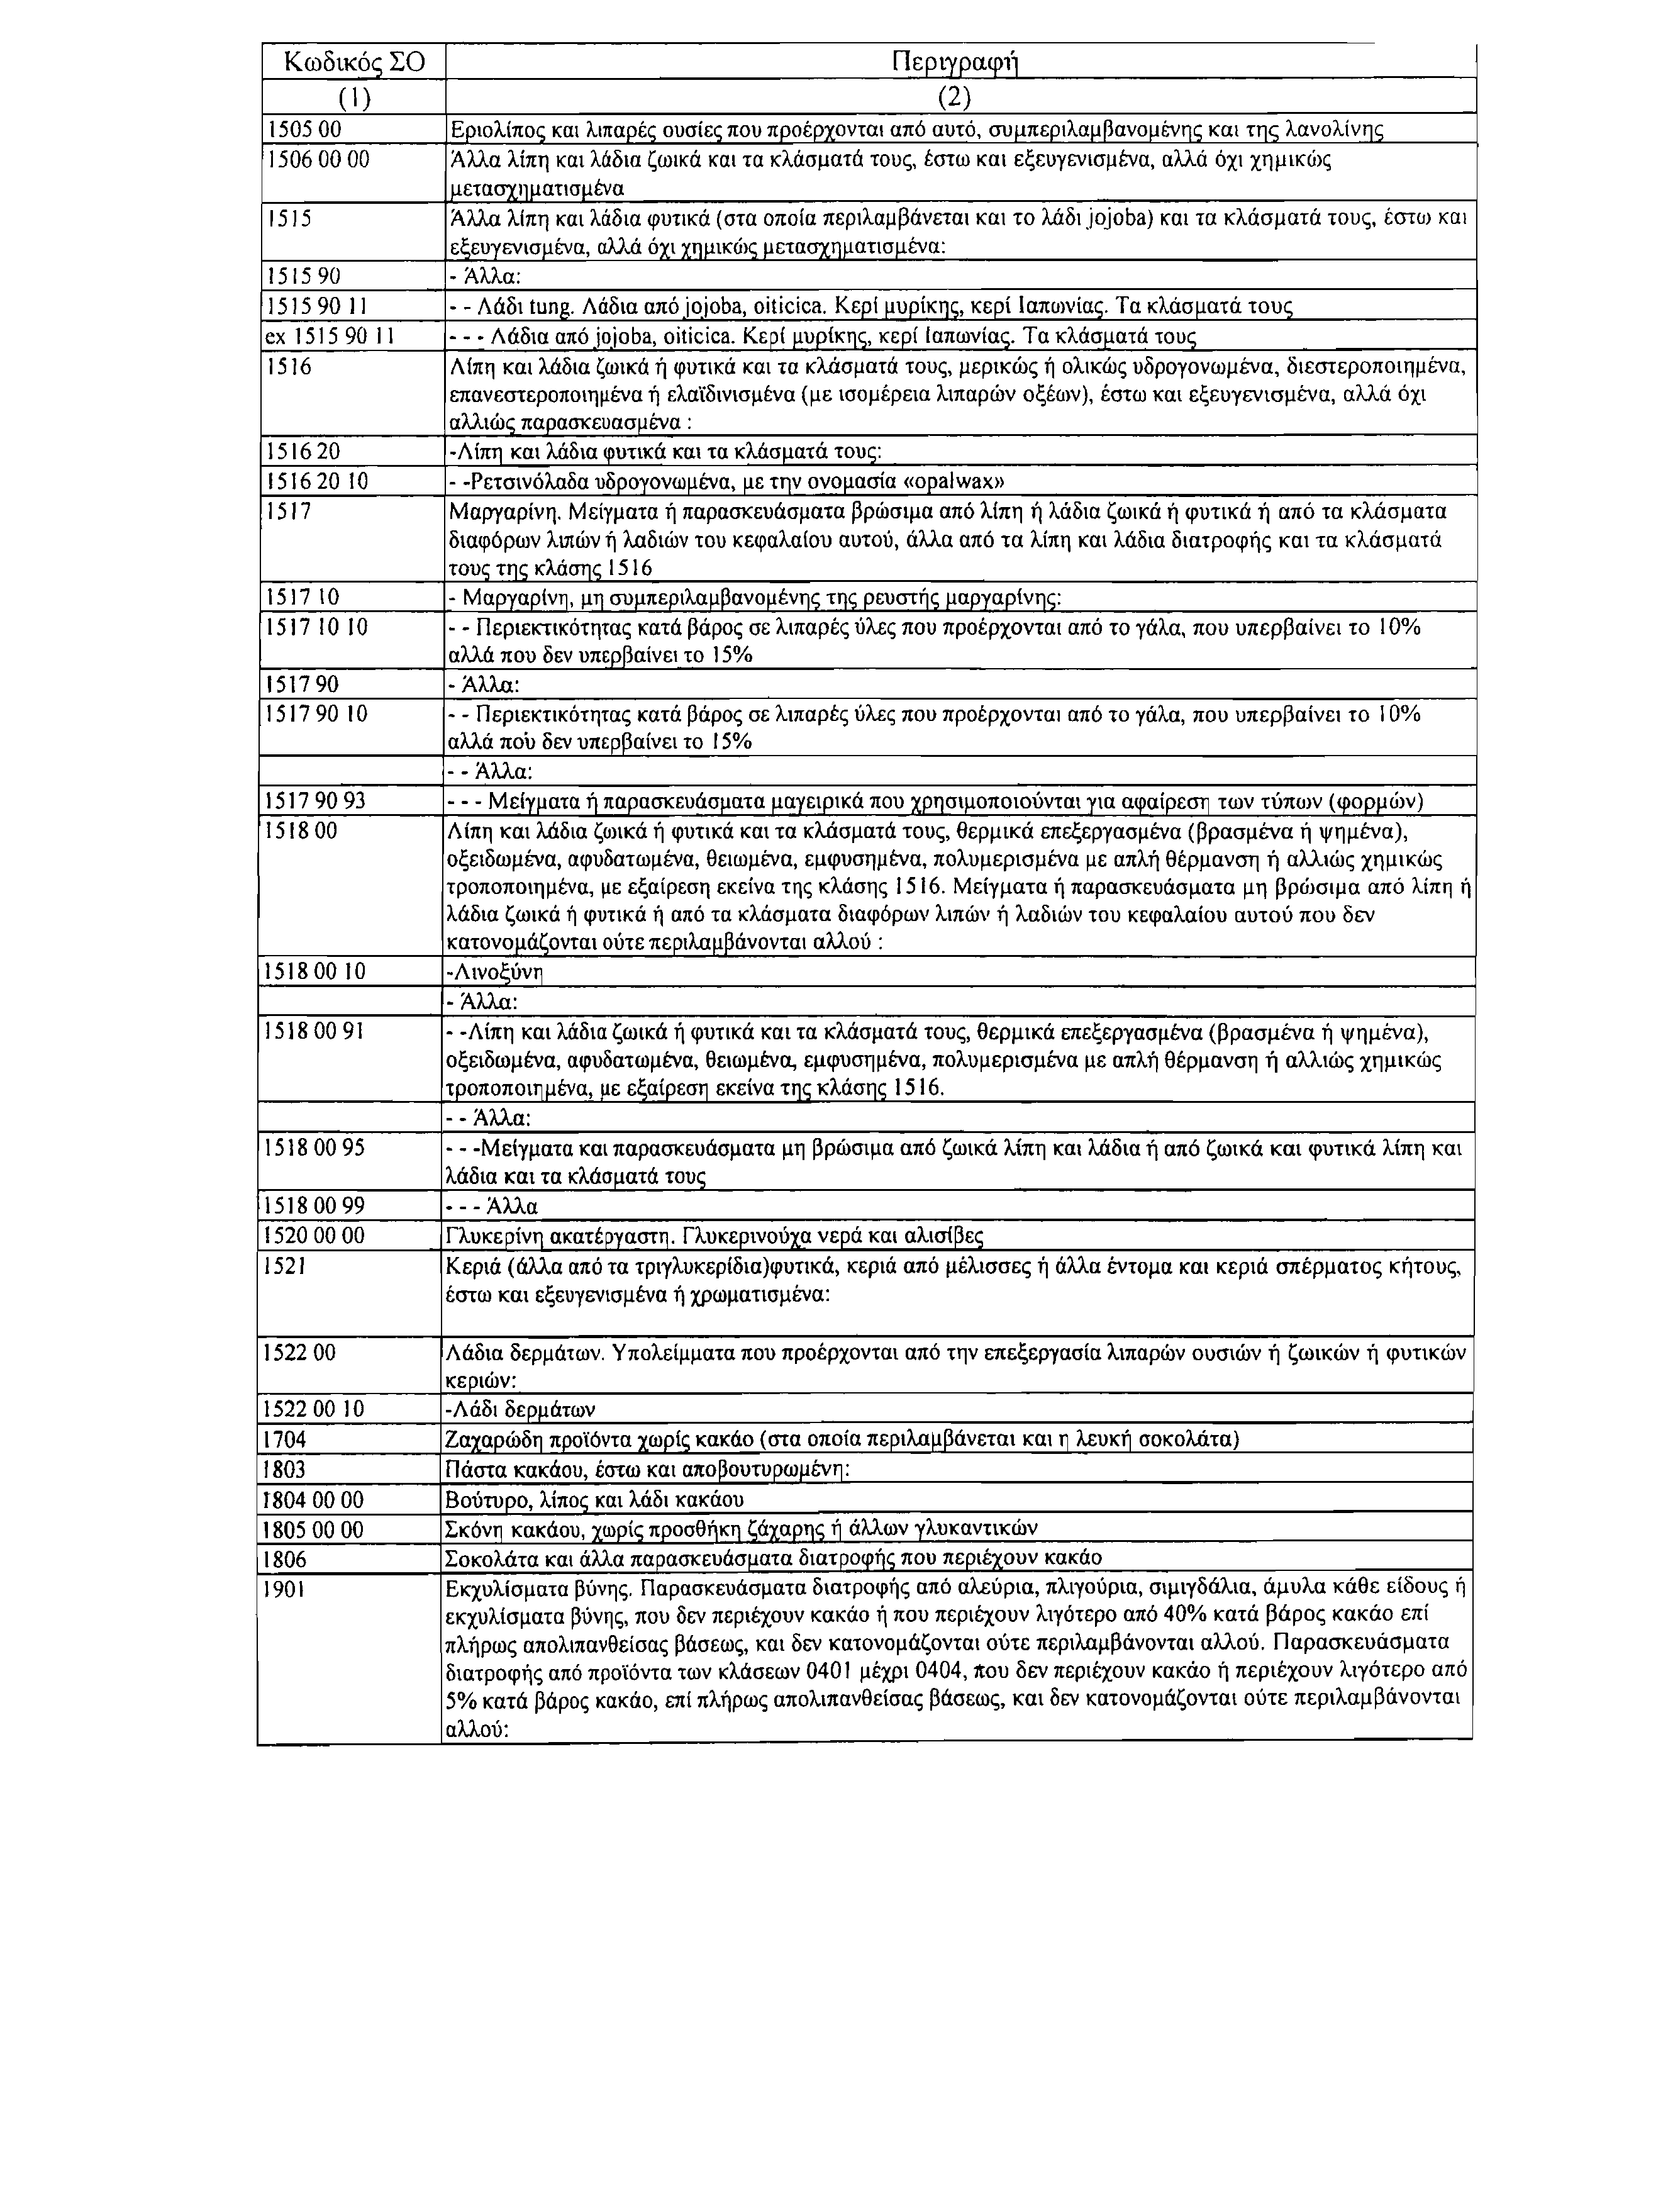 Κωδικός ΣΟ Περιγραφή
(1) (2)
1505 00 Εριολίπος και λιπαρές ουσίες που προέρχονται από αυτό, συμπεριλαμβανομένης και της λανολίνης
1506 00 00 Άλλα λίπη και λάδια ζωικά και τα κλάσματά τους, έστω και εξευγενισμένα, αλλά όχι χημικώς
μετασχηματισμένα
1515 Άλλα λίπη και λάδια φυτικά (στα οποία περιλαμβάνεται και το λάδι jojoba) και τα κλάσματά τους, έστω και
εξευγενισμένα, αλλά όχι χημικώς μετασχηματισμένα:
1515 90 - Άλλα:
1515 90 11 - - Λάδι tung. Λάδια από jojoba, oiticica. Κερί μυρίκης, κερί Ιαπωνίας. Τα κλάσματά τους
ex 1515 90 11 - - - Λάδια από jojoba, oiticica. Κερί μυρίκης, κερί Ιαπωνίας. Τα κλάσματά τους
1516 Λίπη και λάδια ζωικά ή φυτικά και τα κλάσματά τους, μερικώς ή ολικώς υδρογονωμένα, διεστεροποιημένα,
επανεστεροποιημένα ή ελαϊδινισμένα (με ισομέρεια λιπαρών οξέων), έστω και εξευγενισμένα, αλλά όχι
αλλιώς παρασκευασμένα :
1516 20 -Λίπη και λάδια φυτικά και τα κλάσματά τους:
1516 20 10 - -Ρετσινόλαδα υδρογονωμένα, με την ονομασία «opalwax»
1517 Μαργαρίνη. Μείγματα ή παρασκευάσματα βρώσιμα από λίπη ή λάδια ζωικά ή φυτικά ή από τα κλάσματα
διαφόρων λιπών ή λαδιών του κεφαλαίου αυτού, άλλα από τα λίπη και λάδια διατροφής και τα κλάσματά
τους της κλάσης 1516
1517 10 - Μαργαρίνη, μη συμπεριλαμβανομένης της ρευστής μαργαρίνης:
1517 10 10 - - Περιεκτικότητας κατά βάρος σε λιπαρές ύλες που προέρχονται από το γάλα, που υπερβαίνει το 10%
αλλά που δεν υπερβαίνει το 15%
1517 90 - Άλλα:
1517 90 10 - - Περιεκτικότητας κατά βάρος σε λιπαρές ύλες που προέρχονται από το γάλα, που υπερβαίνει το 10%
αλλά που δεν υπερβαίνει το 15%
- - Άλλα:
1517 90 93 - - - Μείγματα ή παρασκευάσματα μαγειρικά που χρησιμοποιούνται για αφαίρεση των τύπων (φορμών)
1518 00 Λίπη και λάδια ζωικά ή φυτικά και τα κλάσματά τους, θερμικά επεξεργασμένα (βρασμένα ή ψημένα),
οξειδωμένα, αφυδατωμένα, θειωμένα, εμφυσημένα, πολυμερισμένα με απλή θέρμανση ή αλλιώς χημικώς
τροποποιημένα, με εξαίρεση εκείνα της κλάσης 1516. Μείγματα ή παρασκευάσματα μη βρώσιμα από λίπη ή
λάδια ζωικά ή φυτικά ή από τα κλάσματα διαφόρων λιπών ή λαδιών του κεφαλαίου αυτού που δεν
κατονομάζονται ούτε περιλαμβάνονται αλλού :
1518 00 10 -Λινοξύνη
- Άλλα:
1518 00 91 - -Λίπη και λάδια ζωικά ή φυτικά και τα κλάσματά τους, θερμικά επεξεργασμένα (βρασμένα ή ψημένα),
οξειδωμένα, αφυδατωμένα, θειωμένα, εμφυσημένα, πολυμερισμένα με απλή θέρμανση ή αλλιώς χημικώς
τροποποιημένα, με εξαίρεση εκείνα της κλάσης 1516.
- - Άλλα:
1518 00 95 - - -Μείγματα και παρασκευάσματα μη βρώσιμα από ζωικά λίπη και λάδια ή από ζωικά και φυτικά λίπη και
λάδια και τα κλάσματά τους
1518 00 99 - - - Άλλα
1520 00 00 Γλυκερίνη ακατέργαστη. Γλυκερινούχα νερά και αλισίβες
1521 Κεριά (άλλα από τα τριγλυκερίδια)φυτικά, κεριά από μέλισσες ή άλλα έντομα και κεριά σπέρματος κήτους,
έστω και εξευγενισμένα ή χρωματισμένα:
1522 00 Λάδια δερμάτων. Υπολείμματα που προέρχονται από την επεξεργασία λιπαρών ουσιών ή ζωικών ή φυτικών
κεριών:
1522 00 10 -Λάδι δερμάτων
1704 Ζαχαρώδη προϊόντα χωρίς κακάο (στα οποία περιλαμβάνεται και η λευκή σοκολάτα)
1803 Πάστα κακάου, έστω και αποβουτυρωμένη:
1804 00 00 Βούτυρο, λίπος και λάδι κακάου
1805 00 00 Σκόνη κακάου, χωρίς προσθήκη ζάχαρης ή άλλων γλυκαντικών
1806 Σοκολάτα και άλλα παρασκευάσματα διατροφής που περιέχουν κακάο
1901 Εκχυλίσματα βύνης. Παρασκευάσματα διατροφής από αλεύρια, πλιγούρια, σιμιγδάλια, άμυλα κάθε είδους ή
εκχυλίσματα βύνης, που δεν περιέχουν κακάο ή που περιέχουν λιγότερο από 40% κατά βάρος κακάο επί
πλήρως απολιπανθείσας βάσεως, και δεν κατονομάζονται ούτε περιλαμβάνονται αλλού. Παρασκευάσματα
διατροφής από προϊόντα των κλάσεων 0401 μέχρι 0404, που δεν περιέχουν κακάο ή περιέχουν λιγότερο από
5% κατά βάρος κακάο, επί πλήρως απολιπανθείσας βάσεως, και δεν κατονομάζονται ούτε περιλαμβάνονται
αλλού: